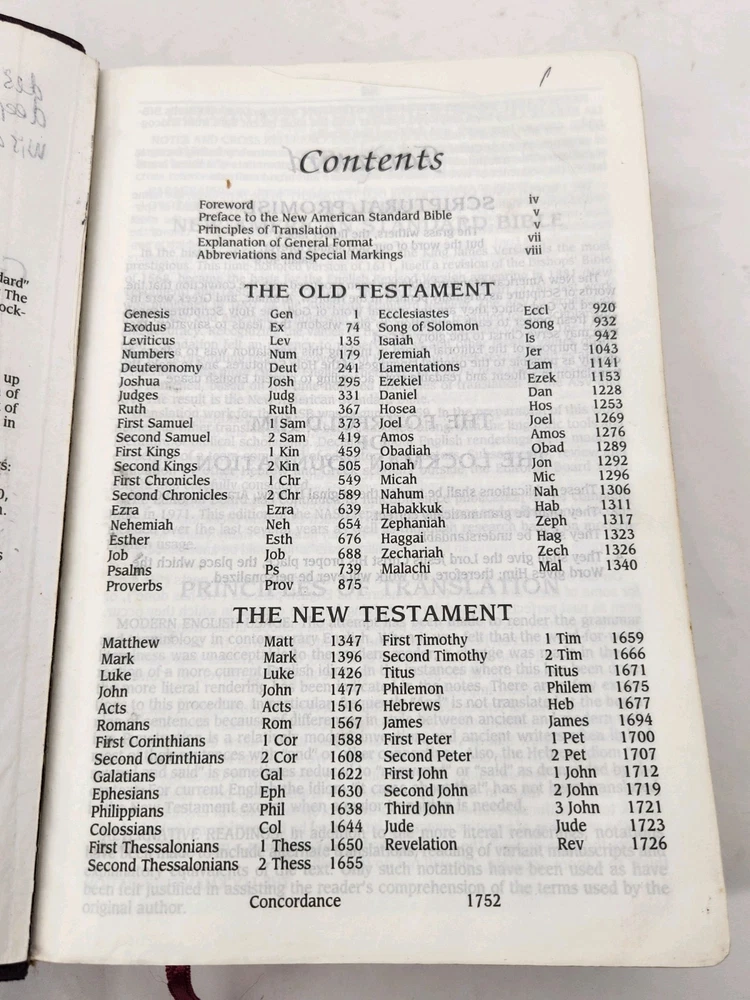 Contents
Foreword iv
Preface to the New American Standard Bible v
Principles of Translation v
Explanation of General Format vii
Abbreviations and Special Markings viii
THE OLD TESTAMENT
Genesis Gen 1 Ecclesiastes Eccl 920
Exodus Ex 74 Song of Solomon Song 932
Leviticus Lev 135 Isaiah Is 942
Numbers Num 179 Jeremiah Jer 1043
Deuteronomy Deut 241 Lamentations Lam 1141
Joshua Josh 295 Ezekiel Ezek 1153
Judges Judg 331 Daniel Dan 1228
Ruth Ruth 367 Hosea Hos 1253
First Samuel 1 Sam 373 Joel Joel 1269
Second Samuel 2 Sam 419 Amos Amos 1276
First Kings 1 Kin 459 Obadiah Obad 1289
Second Kings 2 Kin 505 Jonah Jon 1292
First Chronicles 1 Chr 549 Micah Mic 1296
Second Chronicles 2 Chr 589 Nahum Nah 1306
Ezra Ezra 639 Habakkuk Hab 1311
Nehemiah Neh 654 Zephaniah Zeph 1317
Esther Esth 676 Haggai Hag 1323
Job Job 688 Zechariah Zech 1326
Psalms Ps 739 Malachi Mal 1340
Proverbs Prov 875
THE NEW TESTAMENT
Matthew Matt 1347 First Timothy 1 Tim 1659
Mark Mark 1396 Second Timothy 2 Tim 1666
Luke Luke 1426 Titus Titus 1671
John John 1477 Philemon Philem 1675
Acts Acts 1516 Hebrews Heb 1677
Romans Rom 1567 James James 1694
First Corinthians 1 Cor 1588 First Peter 1 Pet 1700
Second Corinthians 2 Cor 1608 Second Peter 2 Pet 1707
Galatians Gal 1622 First John 1 John 1712
Ephesians Eph 1630 Second John 2 John 1719
Philippians Phil 1638 Third John 3 John 1721
Colossians Col 1644 Jude Jude 1723
First Thessalonians 1 Thess 1650 Revelation Rev 1726
Second Thessalonians 2 Thess 1655
Concordance 1752